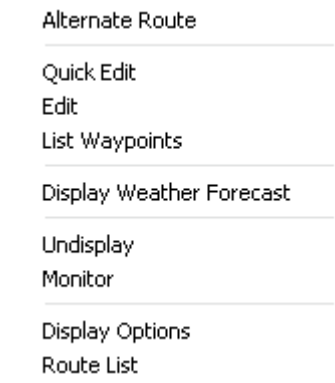 Alternate Route
Quick Edit
Edit
List Waypoints
Display Weather Forecast
Undisplay
Monitor
Display Options
Route List